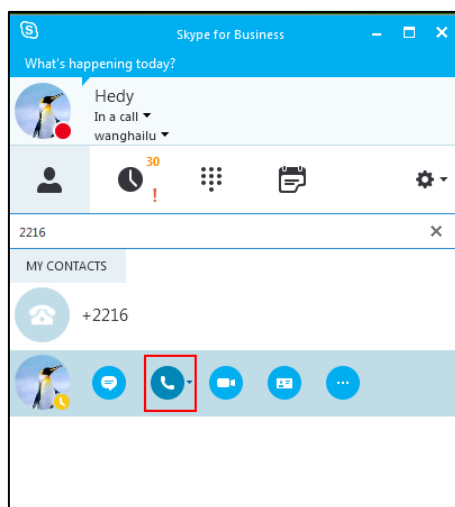 Skype for Business
What's happening today?
Hedy
In a call
wanghailu
30
!
2216
MY CONTACTS
+2216